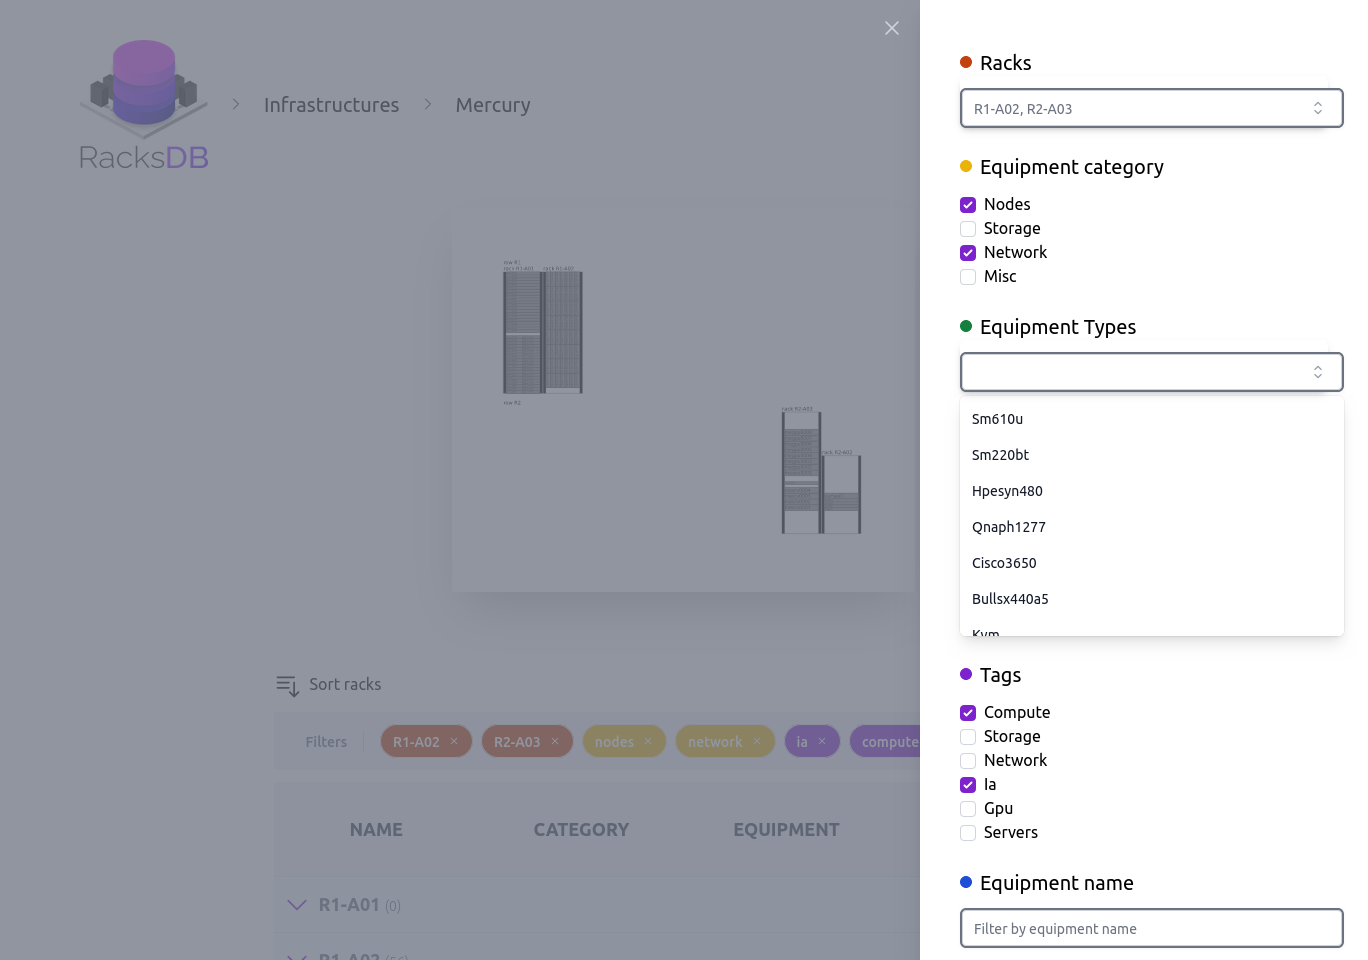 RacksDB
Infrastructures
Mercury
row R1
rack R1-A01 rack R1-A02
row R2
rack R2-A03
rack R2-A02
Sort racks
Filters
R1-A02
R2-A03
nodes
network
ia
compute
NAME CATEGORY EQUIPMENT
R1-A01 (0)
Racks
R1-A02, R2-A03
Equipment category
Nodes
Storage
Network
Misc
Equipment Types
Sm610u
Sm220bt
Hpesyn480
Qnaph1277
Cisco3650
Bullsx440a5
Kvm
Tags
Compute
Storage
Network
Ia
Gpu
Servers
Equipment name
Filter by equipment name